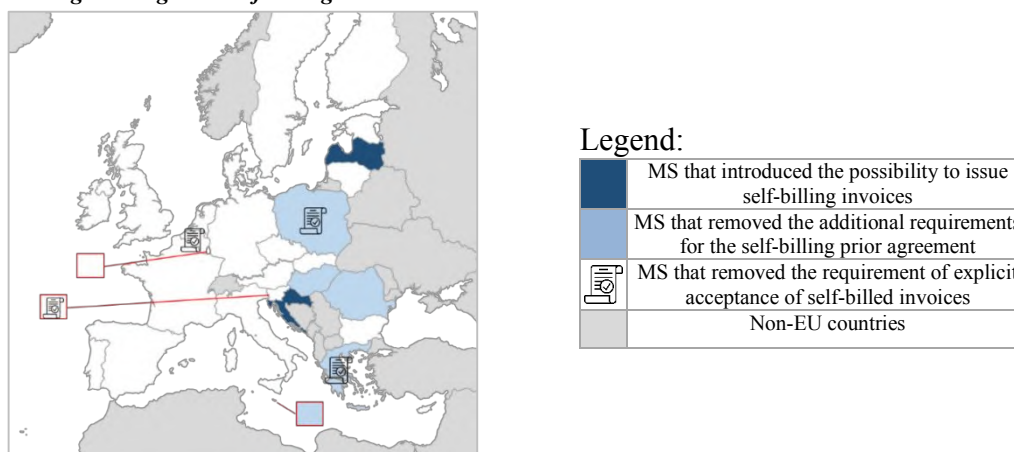 Legend:
MS that introduced the possibility to issue
self-billing invoices
MS that removed the additional requirements
for the self-billing prior agreement
MS that removed the requirement of explicit
acceptance of self-billed invoices
Non-EU countries